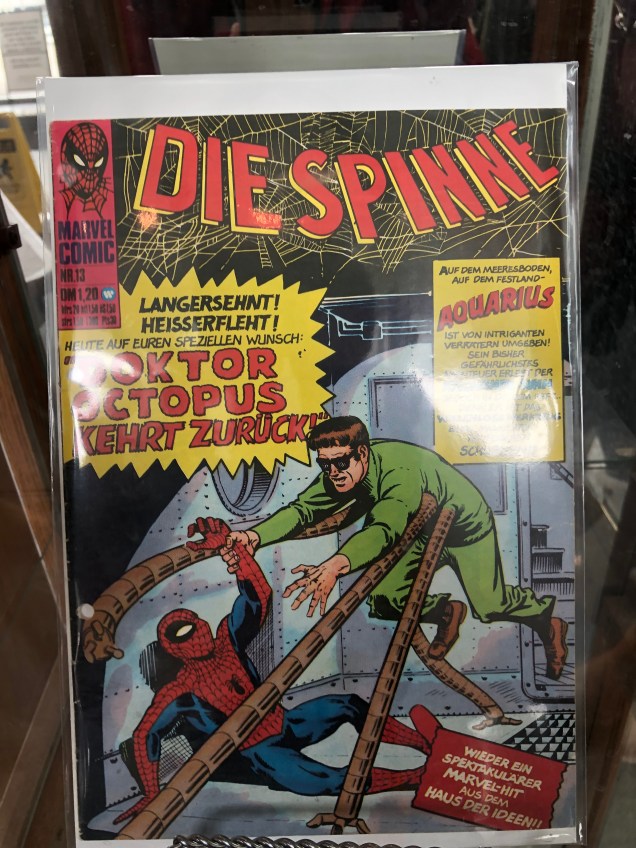 DIE SPINNE
MARVEL
COMIC
NR.13
DM 1,20
LANGERSEHNT!
HEISSERFLEHT!
HEUTE AUF EUREN SPEZIELLEN WUNSCH:
DOKTOR
OCTOPUS
KEHRT ZURÜCK!
AUF DEM MEERESBODEN,
AUF DEM FESTLAND-
AQUARIUS
IST VON INTRIGANTEN
VERRÄTERN UMGEBEN!
SEIN BISHER
GEFÄHRLICHSTES
DER
WIEDER EIN
SPEKTAKULÄRER
MARVEL-HIT
AUS DEM
HAUS DER IDEEN!!